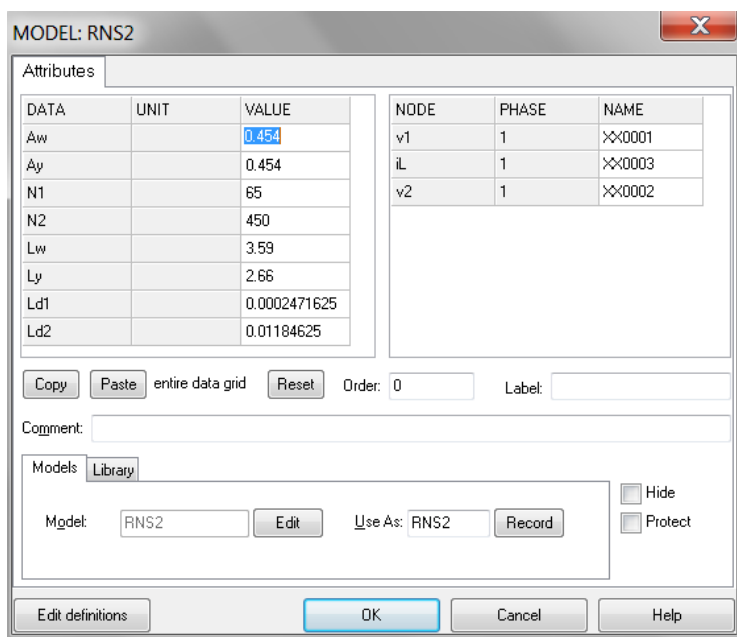 MODEL: RNS2
X
Attributes
DATA UNIT VALUE
Aw 0.454
Ay 0.454
N1 65
N2 450
Lw 3.59
Ly 2.66
Ld1 0.0002471625
Ld2 0.01184625
NODE PHASE NAME
v1 1 XX0001
iL 1 XX0003
v2 1 XX0002
Copy Paste entire data grid Reset Order: 0 Label:
Comment:
Models Library
Model: RNS2 Edit Use As: RNS2 Record
Hide
Protect
Edit definitions OK Cancel Help